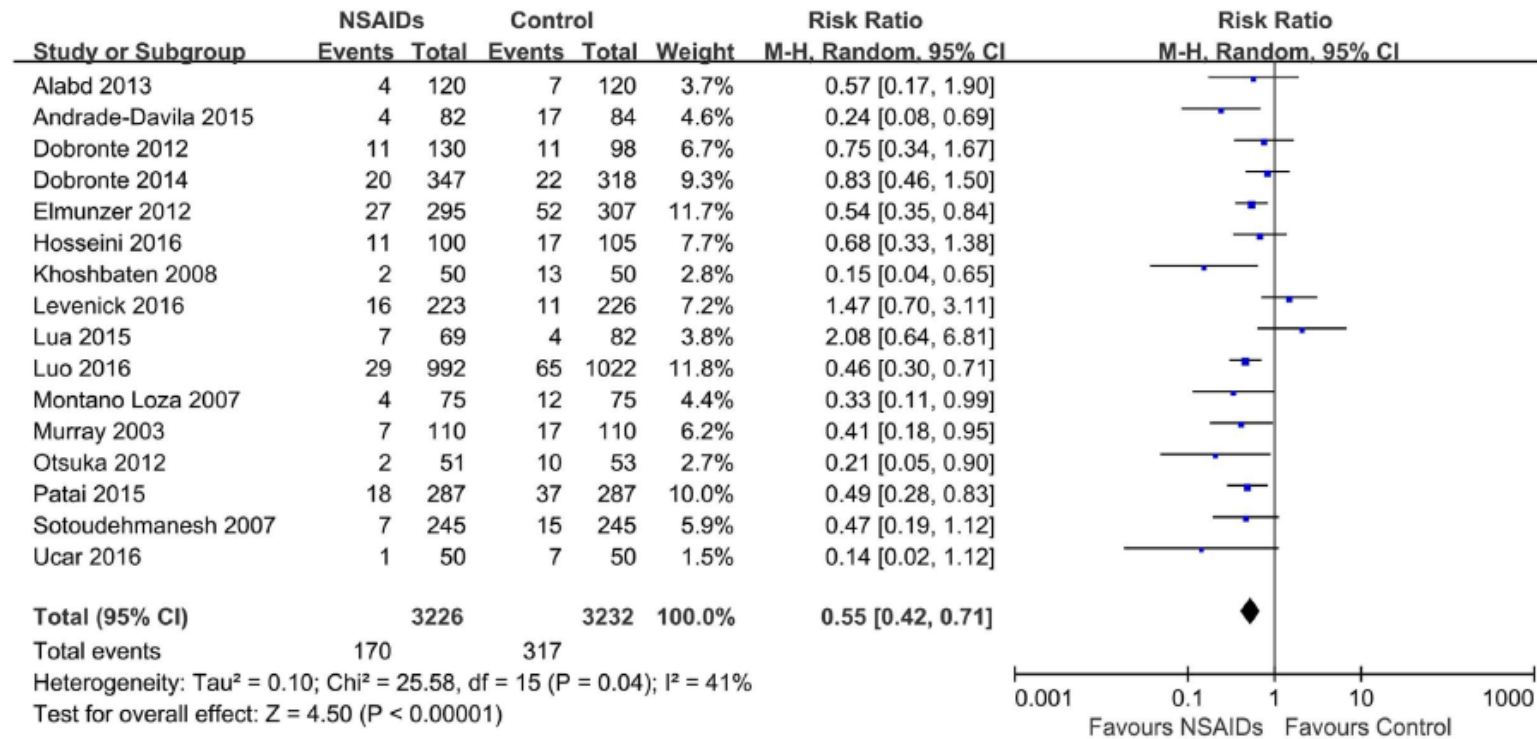 NSAIDs Control Risk Ratio Risk Ratio
Study or Subgroup Events Total Events Total Weight M-H, Random, 95% CI M-H, Random, 95% CI
Alabd 2013 4 120 7 120 3.7% 0.57 [0.17, 1.90]
Andrade-Davila 2015 4 82 17 84 4.6% 0.24 [0.08, 0.69]
Dobronte 2012 11 130 11 98 6.7% 0.75 [0.34, 1.67]
Dobronte 2014 20 347 22 318 9.3% 0.83 [0.46, 1.50]
Elmunzer 2012 27 295 52 307 11.7% 0.54 [0.35, 0.84]
Hosseini 2016 11 100 17 105 7.7% 0.68 [0.33, 1.38]
Khoshbaten 2008 2 50 13 50 2.8% 0.15 [0.04, 0.65]
Levenick 2016 16 223 11 226 7.2% 1.47 [0.70, 3.11]
Lua 2015 7 69 4 82 3.8% 2.08 [0.64, 6.81]
Luo 2016 29 992 65 1022 11.8% 0.46 [0.30, 0.71]
Montano Loza 2007 4 75 12 75 4.4% 0.33 [0.11, 0.99]
Murray 2003 7 110 17 110 6.2% 0.41 [0.18, 0.95]
Otsuka 2012 2 51 10 53 2.7% 0.21 [0.05, 0.90]
Patai 2015 18 287 37 287 10.0% 0.49 [0.28, 0.83]
Sotoudehmanesh 2007 7 245 15 245 5.9% 0.47 [0.19, 1.12]
Ucar 2016 1 50 7 50 1.5% 0.14 [0.02, 1.12]
Total (95% CI) 3226 3232 100.0% 0.55 [0.42, 0.71]
Total events 170 317
Heterogeneity: Tau² = 0.10; Chi² = 25.58, df = 15 (P = 0.04); I² = 41%
Test for overall effect: Z = 4.50 (P < 0.00001)
0.001 0.1 1 10 1000
Favours NSAIDs Favours Control